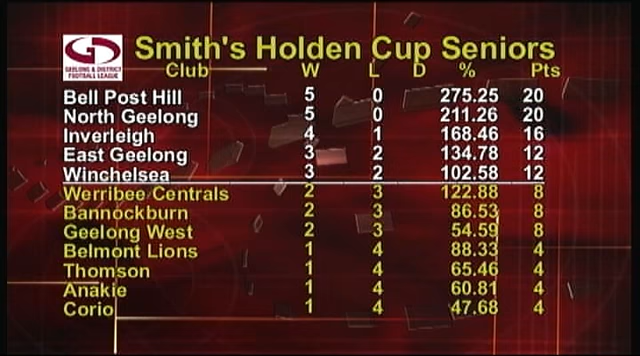 Smith's Holden Cup Seniors
GEELONG & DISTRICT
FOOTBALL LEAGUE
Club W L D % Pts
Bell Post Hill 5 0 275.25 20
North Geelong 5 0 211.26 20
Inverleigh 4 1 168.46 16
East Geelong 3 2 134.78 12
Winchelsea 3 2 102.58 12
Werribee Centrals 2 3 122.88 8
Bannockburn 2 3 86.53 8
Geelong West 2 3 54.59 8
Belmont Lions 1 4 88.33 4
Thomson 1 4 65.46 4
Anakie 1 4 60.81 4
Corio 1 4 47.68 4